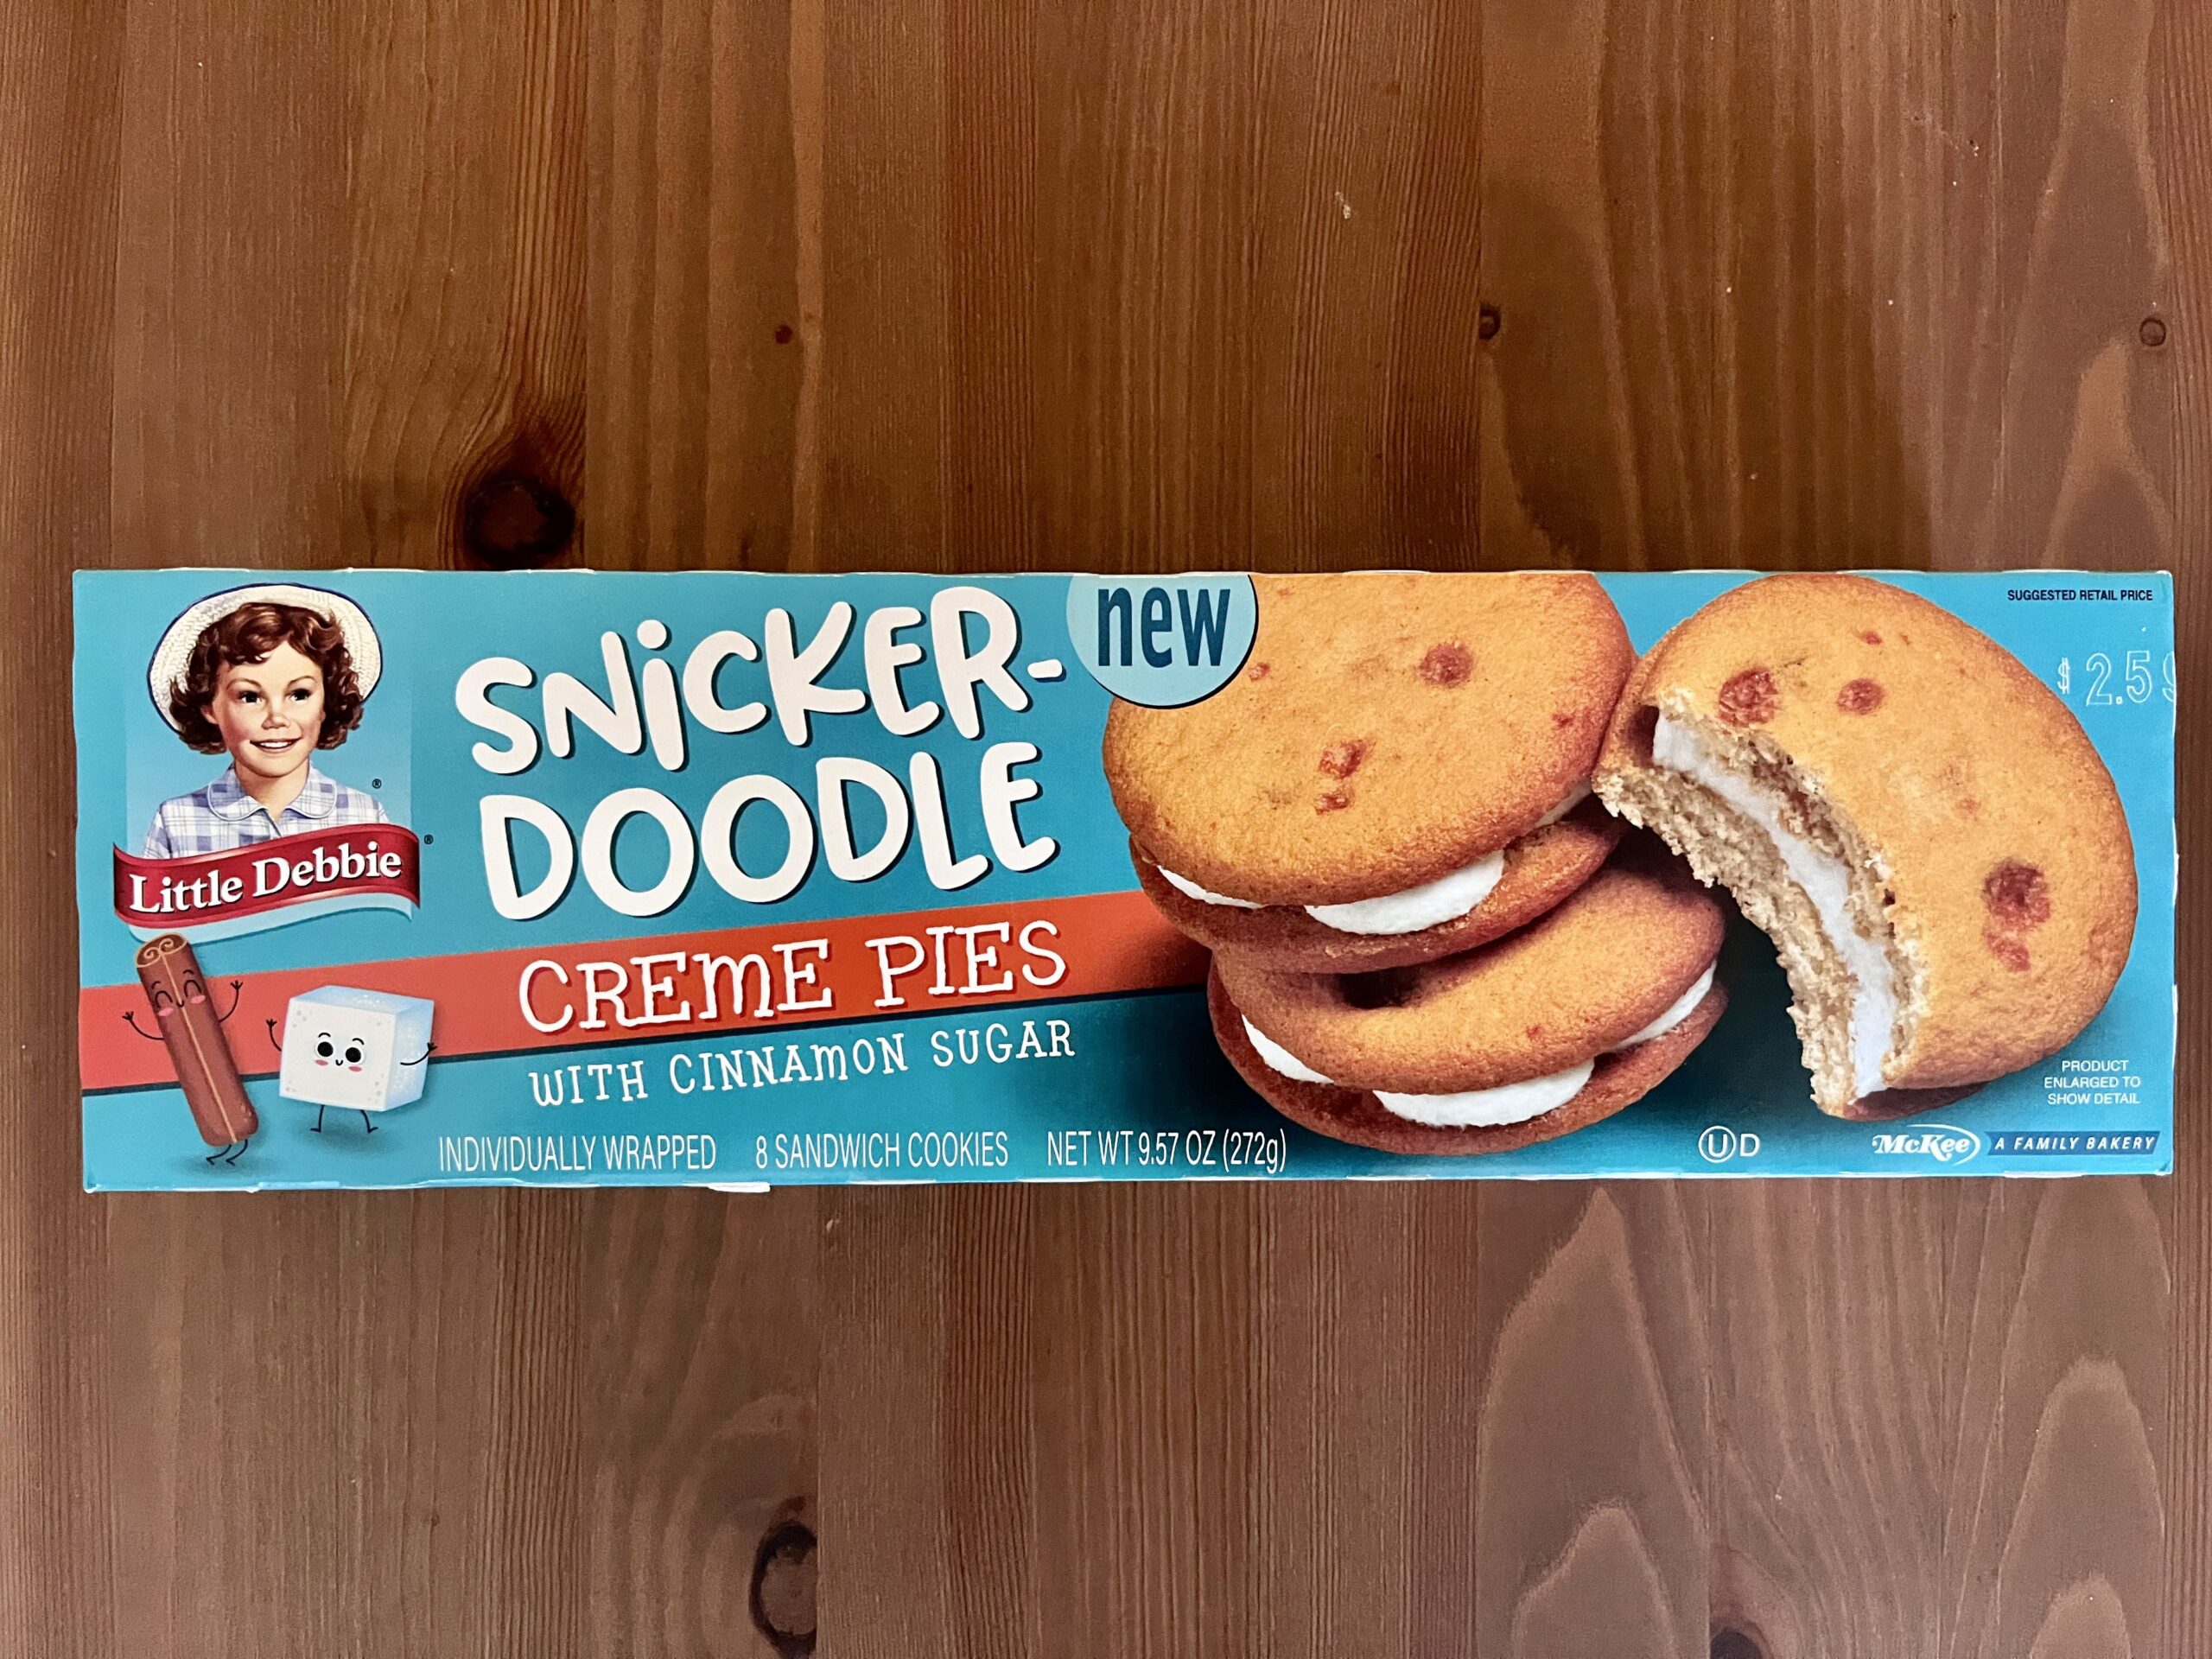 Little Debbie
SNICKER-
DOODLE
CREME PIES
WITH CINNAMON SUGAR
INDIVIDUALLY WRAPPED 8 SANDWICH COOKIES NET WT 9.57 OZ (272g)
new
SUGGESTED RETAIL PRICE
$ 2.59
PRODUCT
ENLARGED TO
SHOW DETAIL
U D
McKee A FAMILY BAKERY